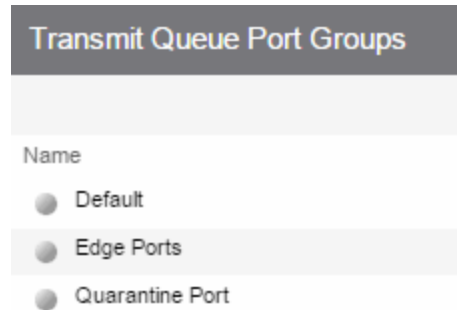 Transmit Queue Port Groups
Name
Default
Edge Ports
Quarantine Port